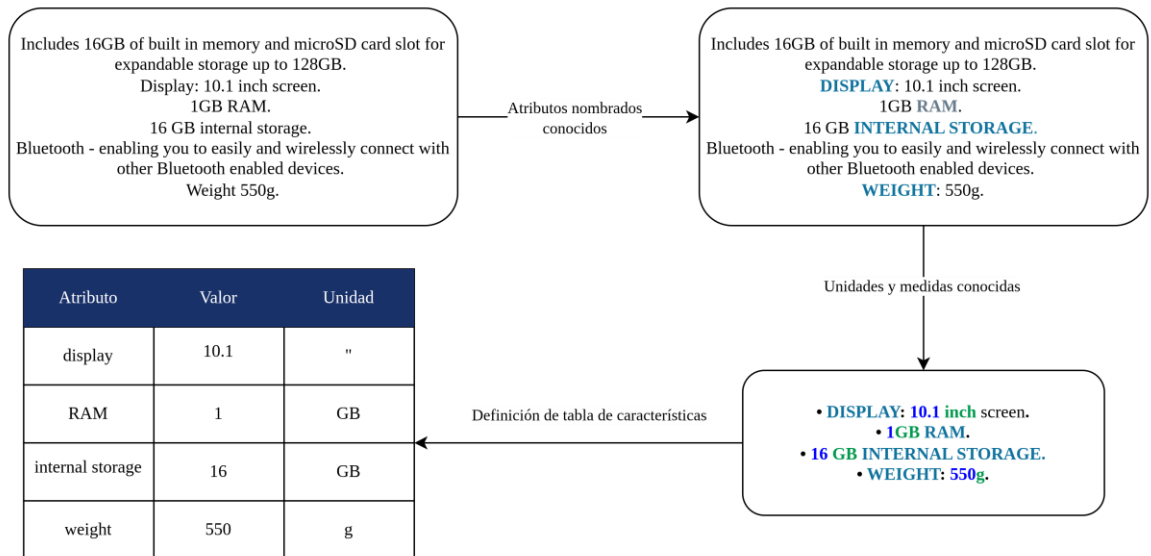 Includes 16GB of built in memory and microSD card slot for
expandable storage up to 128GB.
Display: 10.1 inch screen.
1GB RAM.
16 GB internal storage.
Bluetooth - enabling you to easily and wirelessly connect with
other Bluetooth enabled devices.
Weight 550g.
Atributos nombrados
conocidos
Includes 16GB of built in memory and microSD card slot for
expandable storage up to 128GB.
DISPLAY: 10.1 inch screen.
1GB RAM.
16 GB INTERNAL STORAGE.
Bluetooth - enabling you to easily and wirelessly connect with
other Bluetooth enabled devices.
WEIGHT: 550g.
Unidades y medidas conocidas
• DISPLAY: 10.1 inch screen.
• 1GB RAM.
• 16 GB INTERNAL STORAGE.
• WEIGHT: 550g.
Definición de tabla de características
Atributo Valor Unidad
display 10.1 "
RAM 1 GB
internal storage 16 GB
weight 550 g